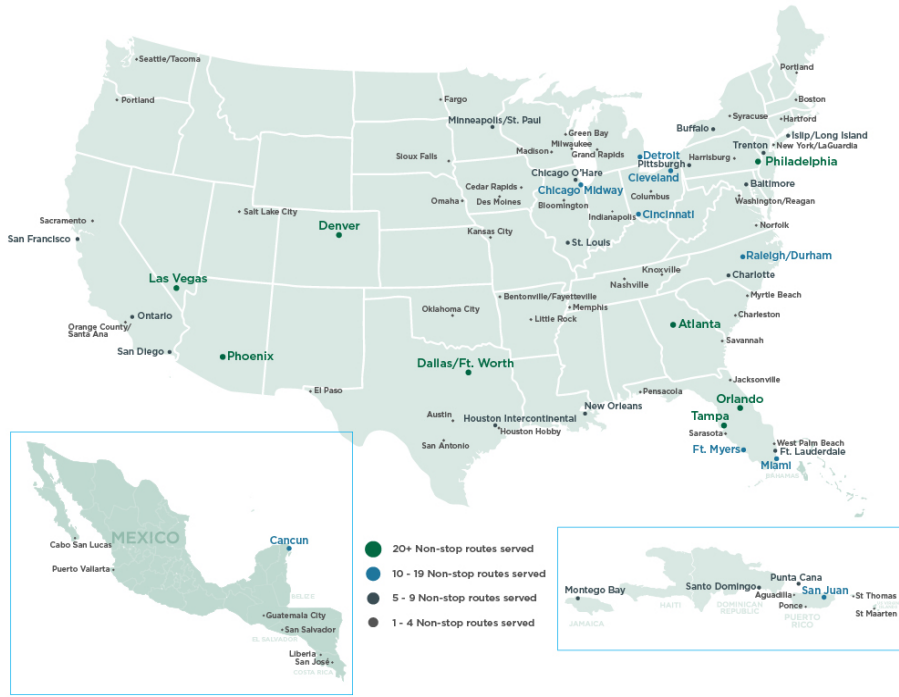 Portland
Seattle/Tacoma
Portland
Fargo
Boston
Minneapolis/St. Paul
Syracuse
Hartford
Buffalo
Green Bay
Islip/Long Island
Milwaukee
Madison
Grand Rapids
Trenton
New York/LaGuardia
Sioux Falls
Detroit
Pittsburgh
Harrisburg
Philadelphia
Chicago O'Hare
Cleveland
Cedar Rapids
Chicago Midway
Baltimore
Omaha
Des Moines
Bloomington
Columbus
Washington/Reagan
Salt Lake City
Indianapolis
Cincinnati
Sacramento
Denver
Kansas City
Norfolk
San Francisco
St. Louis
Raleigh/Durham
Las Vegas
Knoxville
Charlotte
Nashville
Bentonville/Fayetteville
Myrtle Beach
Ontario
Oklahoma City
Memphis
Charleston
Orange County/
Santa Ana
Little Rock
Atlanta
San Diego
Phoenix
Savannah
Dallas/Ft. Worth
Jacksonville
El Paso
Pensacola
Orlando
New Orleans
Austin
Houston Intercontinental
Tampa
Houston Hobby
Sarasota
San Antonio
West Palm Beach
Ft. Myers
Ft. Lauderdale
Miami
BAHAMAS
MEXICO
Cancun
Cabo San Lucas
Puerto Vallarta
BELIZE
Guatemala City
San Salvador
EL SALVADOR
Liberia
San José
COSTA RICA
20+ Non-stop routes served
10 - 19 Non-stop routes served
5 - 9 Non-stop routes served
1 - 4 Non-stop routes served
Montego Bay
Santo Domingo
Punta Cana
Aguadilla
San Juan
St Thomas
HAITI
DOMINICAN
REPUBLIC
Ponce
St Maarten
JAMAICA
PUERTO
RICO